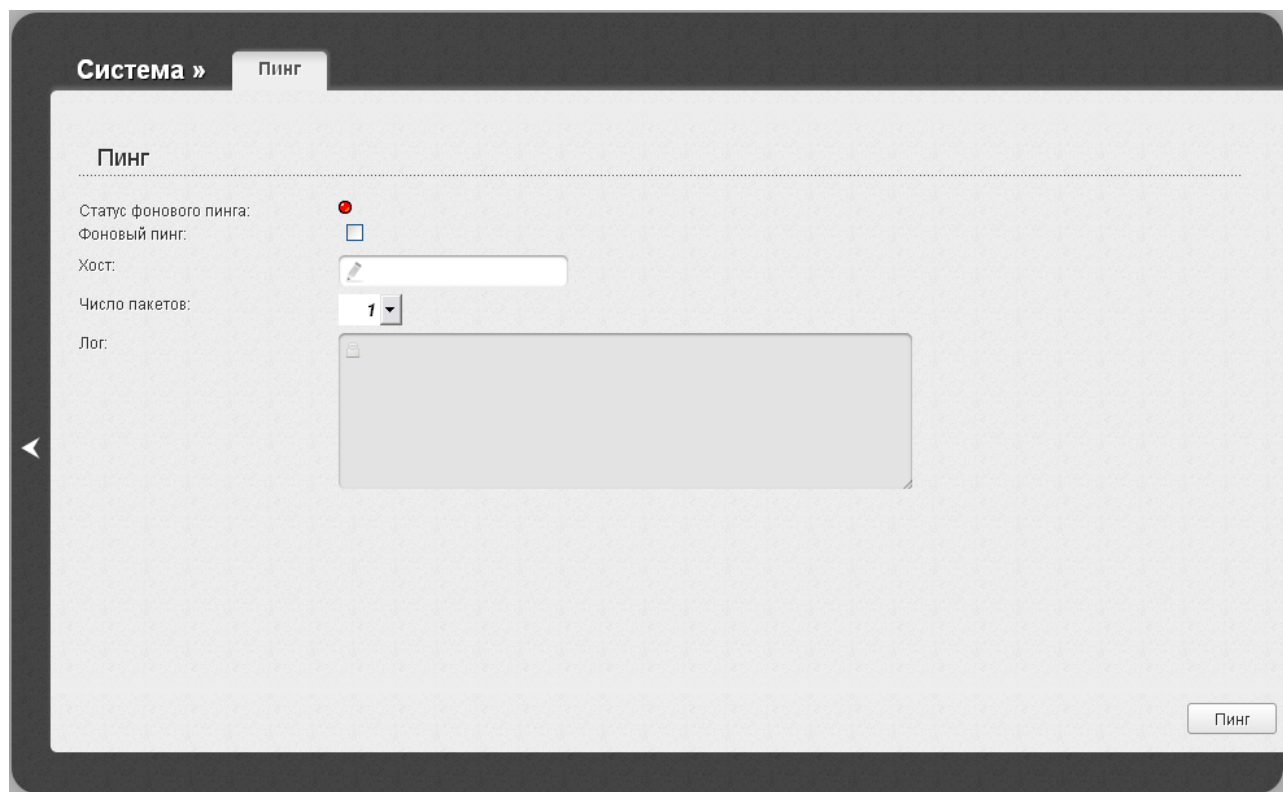 Система »
Пинг
Пинг
Статус фонового пинга:
Фоновый пинг:
Хост:
Число пакетов:
1
Лог:
Пинг